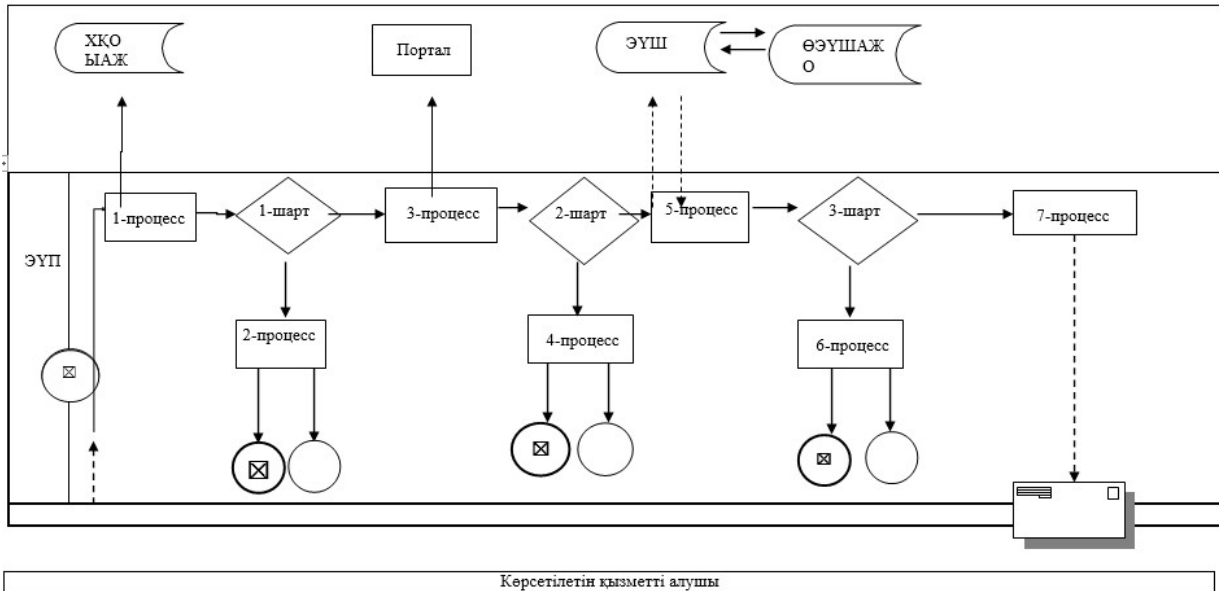 ХҚО
ЫАЖ
Портал
ЭҮШ
ӨЭҮШАЖ
О
1-процесс
1-шарт
3-процесс
2-шарт
5-процесс
3-шарт
7-процесс
ЭҮП
2-процесс
4-процесс
6-процесс
Көрсетілетін қызметті алушы